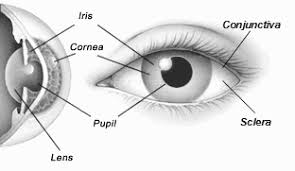 Iris
Conjunctiva
Cornea
Pupil
Sclera
Lens